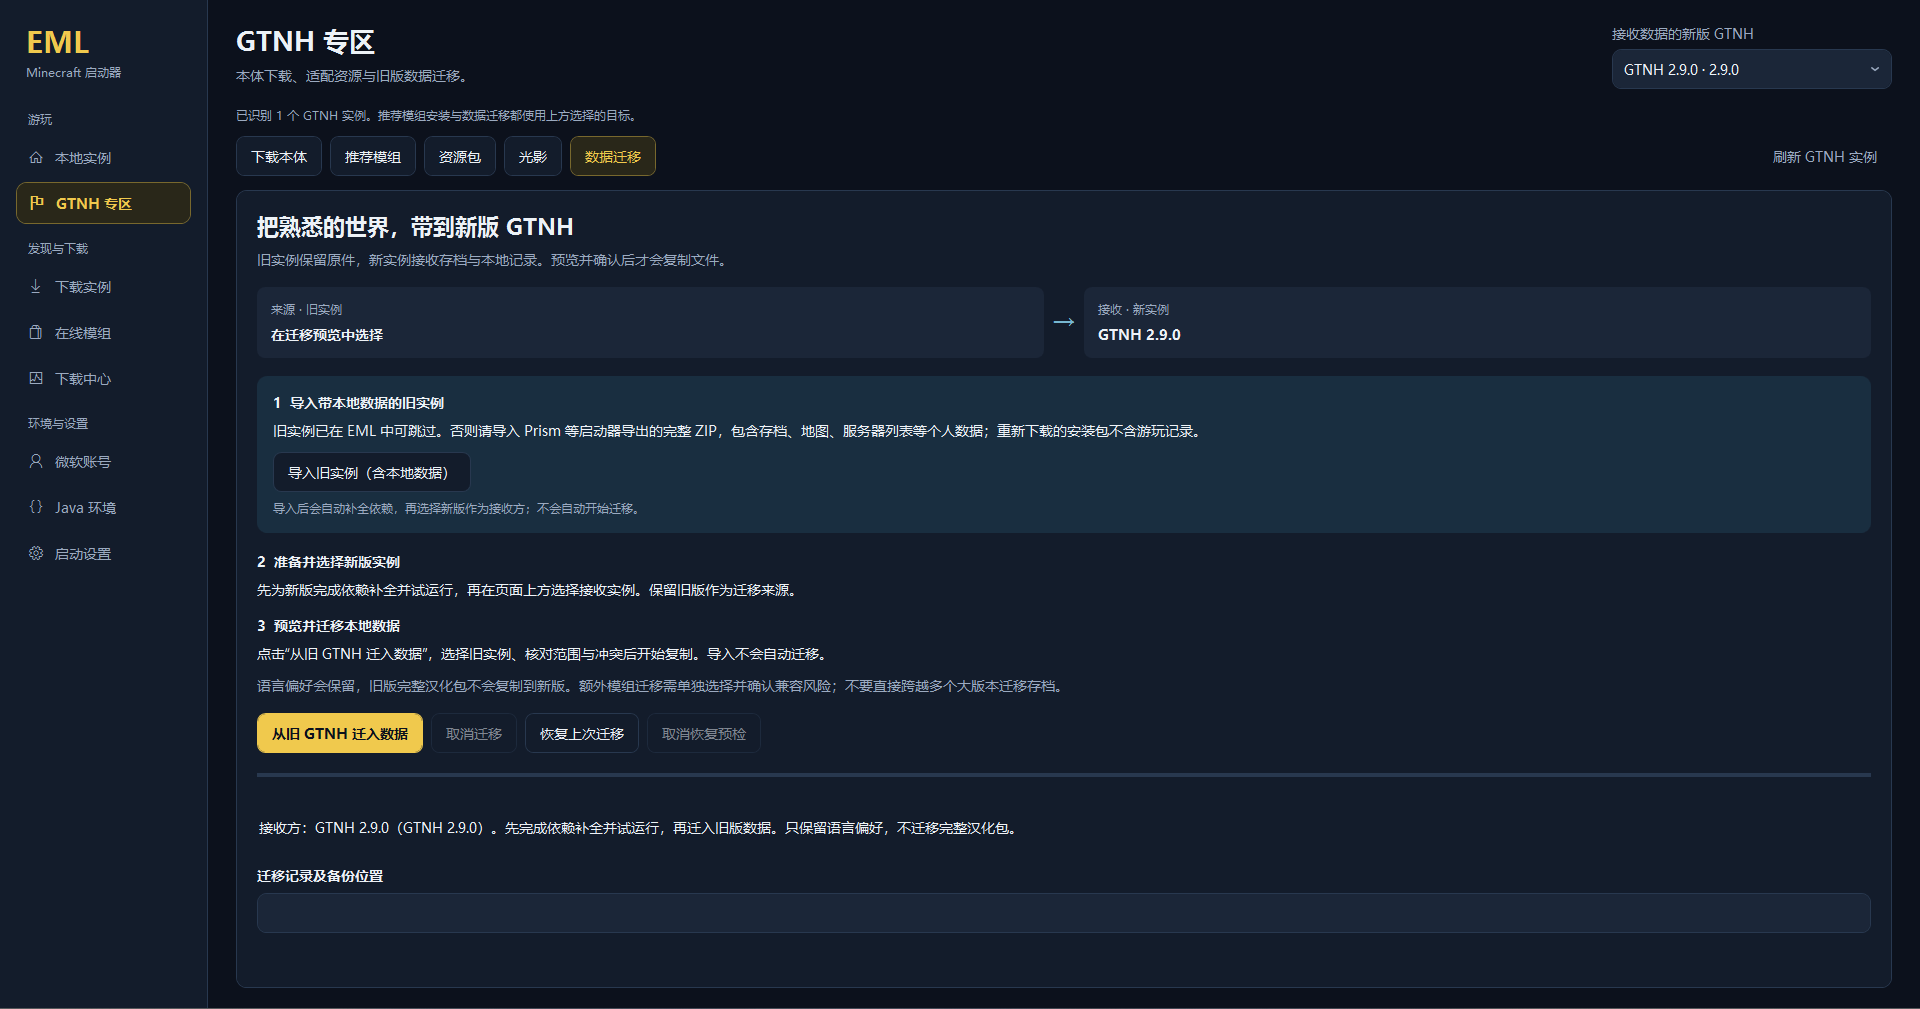 EML
Minecraft 启动器
游玩
本地实例
GTNH 专区
发现与下载
下载实例
在线模组
下载中心
环境与设置
微软账号
Java 环境
启动设置
GTNH 专区
本体下载、适配资源与旧版数据迁移。
接收数据的新版 GTNH
GTNH 2.9.0 · 2.9.0
已识别 1 个 GTNH 实例。推荐模组安装与数据迁移都使用上方选择的目标。
下载本体
推荐模组
资源包
光影
数据迁移
刷新 GTNH 实例
把熟悉的世界，带到新版 GTNH
旧实例保留原件，新实例接收存档与本地记录。预览并确认后才会复制文件。
来源 · 旧实例
在迁移预览中选择
→
接收 · 新实例
GTNH 2.9.0
1 导入带本地数据的旧实例
旧实例已在 EML 中可跳过。否则请导入 Prism 等启动器导出的完整 ZIP，包含存档、地图、服务器列表等个人数据；重新下载的安装包不含游玩记录。
导入旧实例（含本地数据）
导入后会自动补全依赖，再选择新版作为接收方；不会自动开始迁移。
2 准备并选择新版实例
先为新版完成依赖补全并试运行，再在页面上方选择接收实例。保留旧版作为迁移来源。
3 预览并迁移本地数据
点击“从旧 GTNH 迁入数据”，选择旧实例、核对范围与冲突后开始复制。导入不会自动迁移。
语言偏好会保留，旧版完整汉化包不会复制到新版。额外模组迁移需单独选择并确认兼容风险；不要直接跨越多个大版本迁移存档。
从旧 GTNH 迁入数据
取消迁移
恢复上次迁移
取消恢复预检
接收方：GTNH 2.9.0（GTNH 2.9.0）。先完成依赖补全并试运行，再迁入旧版数据。只保留语言偏好，不迁移完整汉化包。
迁移记录及备份位置